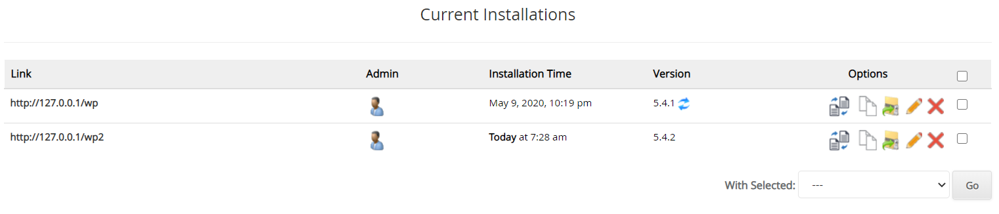 Current Installations
Link Admin Installation Time Version Options
http://127.0.0.1/wp May 9, 2020, 10:19 pm 5.4.1
http://127.0.0.1/wp2 Today at 7:28 am 5.4.2
With Selected: --- Go